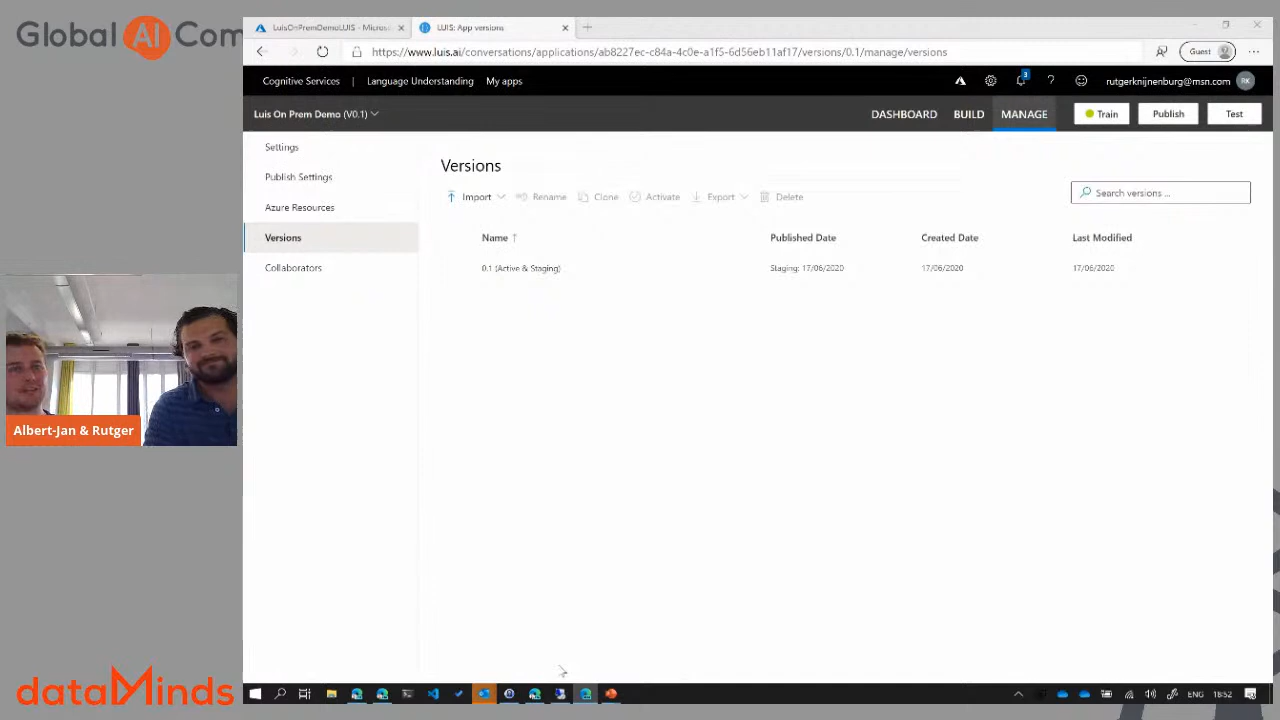 Global AI Com
LuisOnPremDemoLUIS - Micros
LUIS: App versions
https://www.luis.ai/conversations/applications/ab8227ec-c84a-4c0e-a1f5-6d56eb11af17/versions/0.1/manage/versions
Guest
Cognitive Services | Language Understanding My apps
3
rutgerknijnenburg@msn.com RK
Luis On Prem Demo (V0.1)
DASHBOARD BUILD MANAGE Train Publish Test
Settings
Publish Settings
Azure Resources
Versions
Collaborators
Versions
Import Rename Clone Activate Export Delete
Search versions ...
Name ↑ Published Date Created Date Last Modified
0.1 (Active & Staging) Staging: 17/06/2020 17/06/2020 17/06/2020
Albert-Jan & Rutger
dataMinds
ENG 18:52